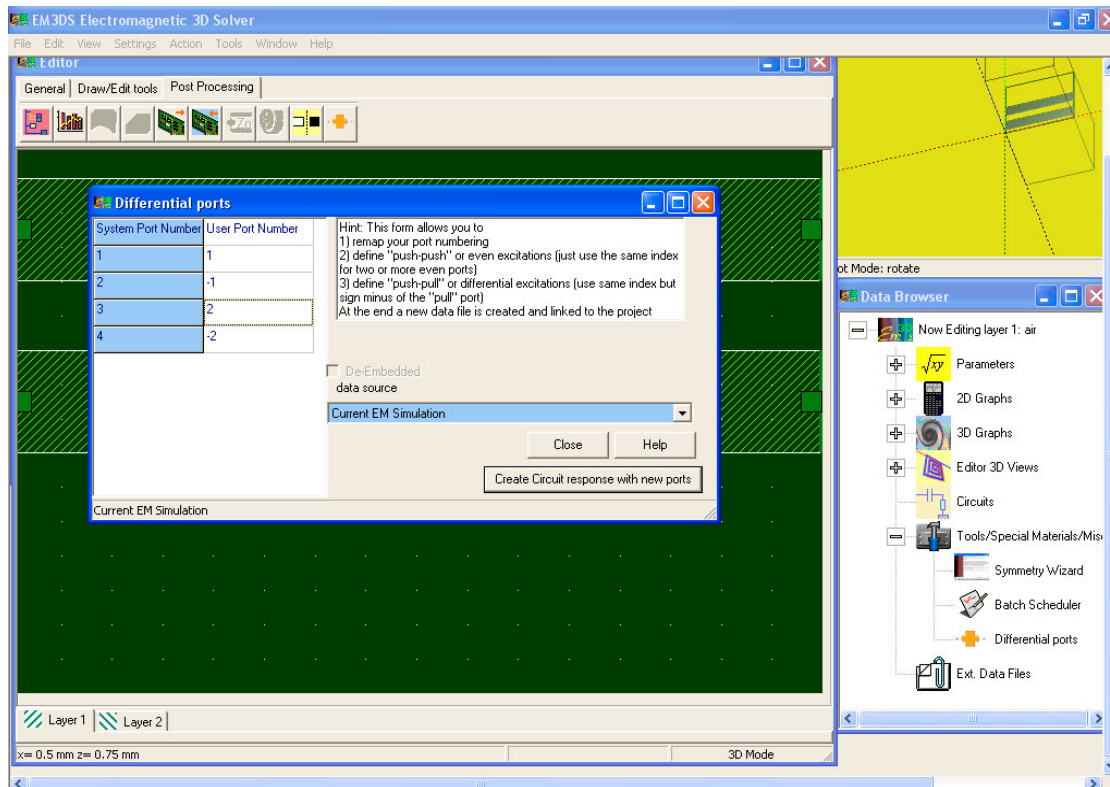 EM3DS Electromagnetic 3D Solver
File Edit View Settings Action Tools Window Help
Editor
General Draw/Edit tools Post Processing
Differential ports
System Port Number User Port Number
1 1
2 -1
3 2
4 -2
Hint: This form allows you to
1) remap your port numbering
2) define "push-push" or even excitations (just use the same index
for two or more even ports)
3) define "push-pull" or differential excitations (use same index but
sign minus of the "pull" port)
At the end a new data file is created and linked to the project
De-Embedded
data source
Current EM Simulation
Close Help
Create Circuit response with new ports
Current EM Simulation
Layer 1 Layer 2
x= 0.5 mm z= 0.75 mm 3D Mode
ot Mode: rotate
Data Browser
Now Editing layer 1: air
Parameters
2D Graphs
3D Graphs
Editor 3D Views
Circuits
Tools/Special Materials/Mis
Symmetry Wizard
Batch Scheduler
Differential ports
Ext. Data Files